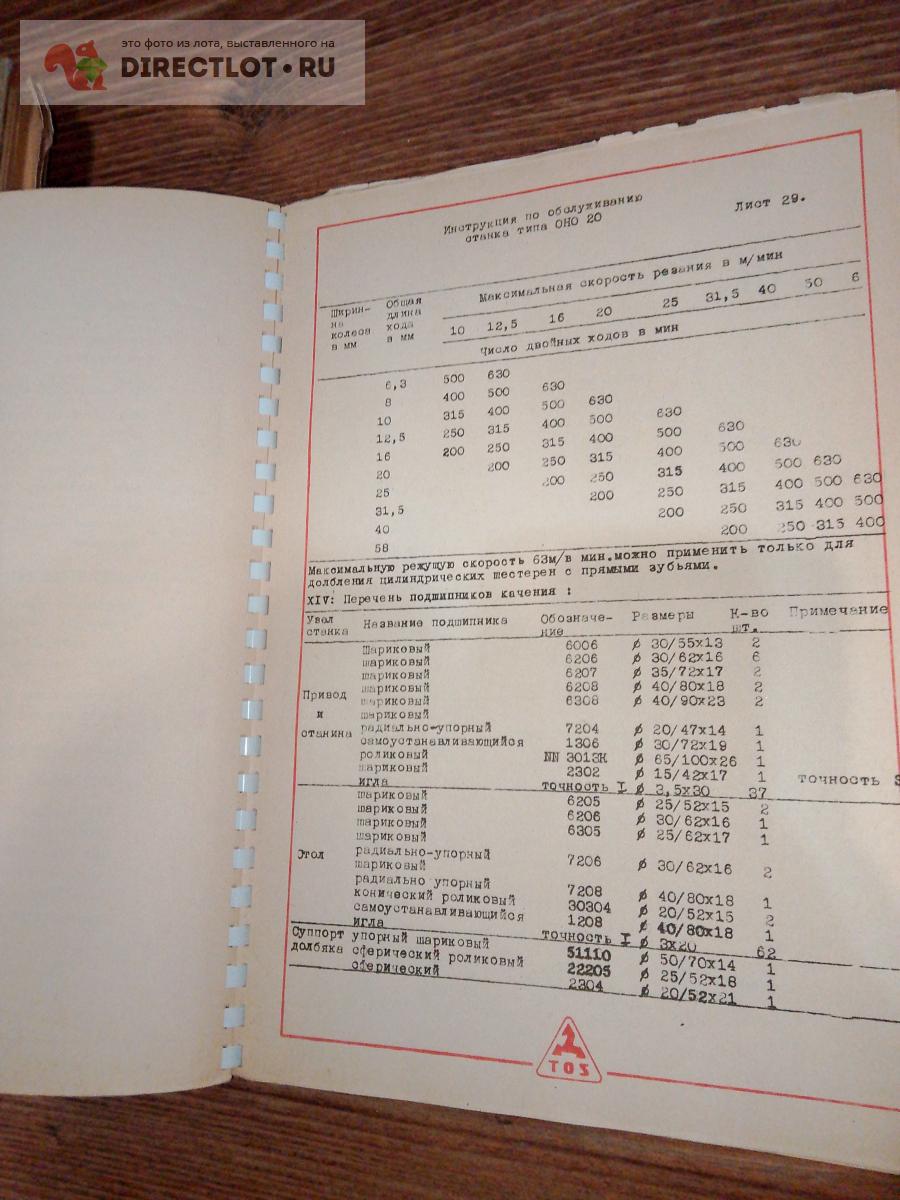 это фото из лота, выставленного на
DIRECTLOT.RU
Инструкция по обслуживанию
станка типа ОНО 20
Лист 29.
Ширин-
на
колеса
в мм
Общая
длина
хода
в мм
Максимальная скорость резания в м/мин
10 12,5 16 20 25 31,5 40 50 6
Число двойных ходов в мин
6,3 500 630
8 400 500 630
10 315 400 500 630
12,5 250 315 400 500 630
16 200 250 315 400 500 630
20 200 250 315 400 500 630
25 200 250 315 400 500 630
31,5 200 250 315 400 500 630
40 200 250 315 400 500
58 200 250 315 400
Максимальную режущую скорость 63м/в мин.можно применить только для
долбления цилиндрических шестерен с прямыми зубьями.
XIV: Перечень подшипников качения :
Увел
станка
Название подшипника
Обозначе-
ние
Размеры
К-во
шт.
Примечание
Привод
и
станина
Шариковый 6006 ø 30/55x13 2
шариковый 6206 ø 30/62x16 6
шариковый 6207 ø 35/72x17 2
шариковый 6208 ø 40/80x18 2
шариковый 6308 ø 40/90x23 2
шариковый
радиально-упорный 7204 ø 20/47x14 1
самоустанавливающийся 1306 ø 30/72x19 1
роликовый NN 3013K ø 65/100x26 1
шариковый 2302 ø 15/42x17 1 точность
игла точность I ø 3,5x30 37
Этол
шариковый 6205 ø 25/52x15 2
шариковый 6206 ø 30/62x16 1
шариковый 6305 ø 25/62x17 1
шариковый
радиально-упорный 7206 ø 30/62x16 2
шариковый
радиально упорный 7208 ø 40/80x18 1
конический роликовый 30304 ø 20/52x15 2
самоустанавливающийся 1208 ø 40/80x18 1
игла точность I ø 3x20 62
Суппорт упорный шариковый 51110 ø 50/70x14 1
долбяка сферический роликовый 22205 ø 25/52x18 1
сферический 2304 ø 20/52x21 1
TOS